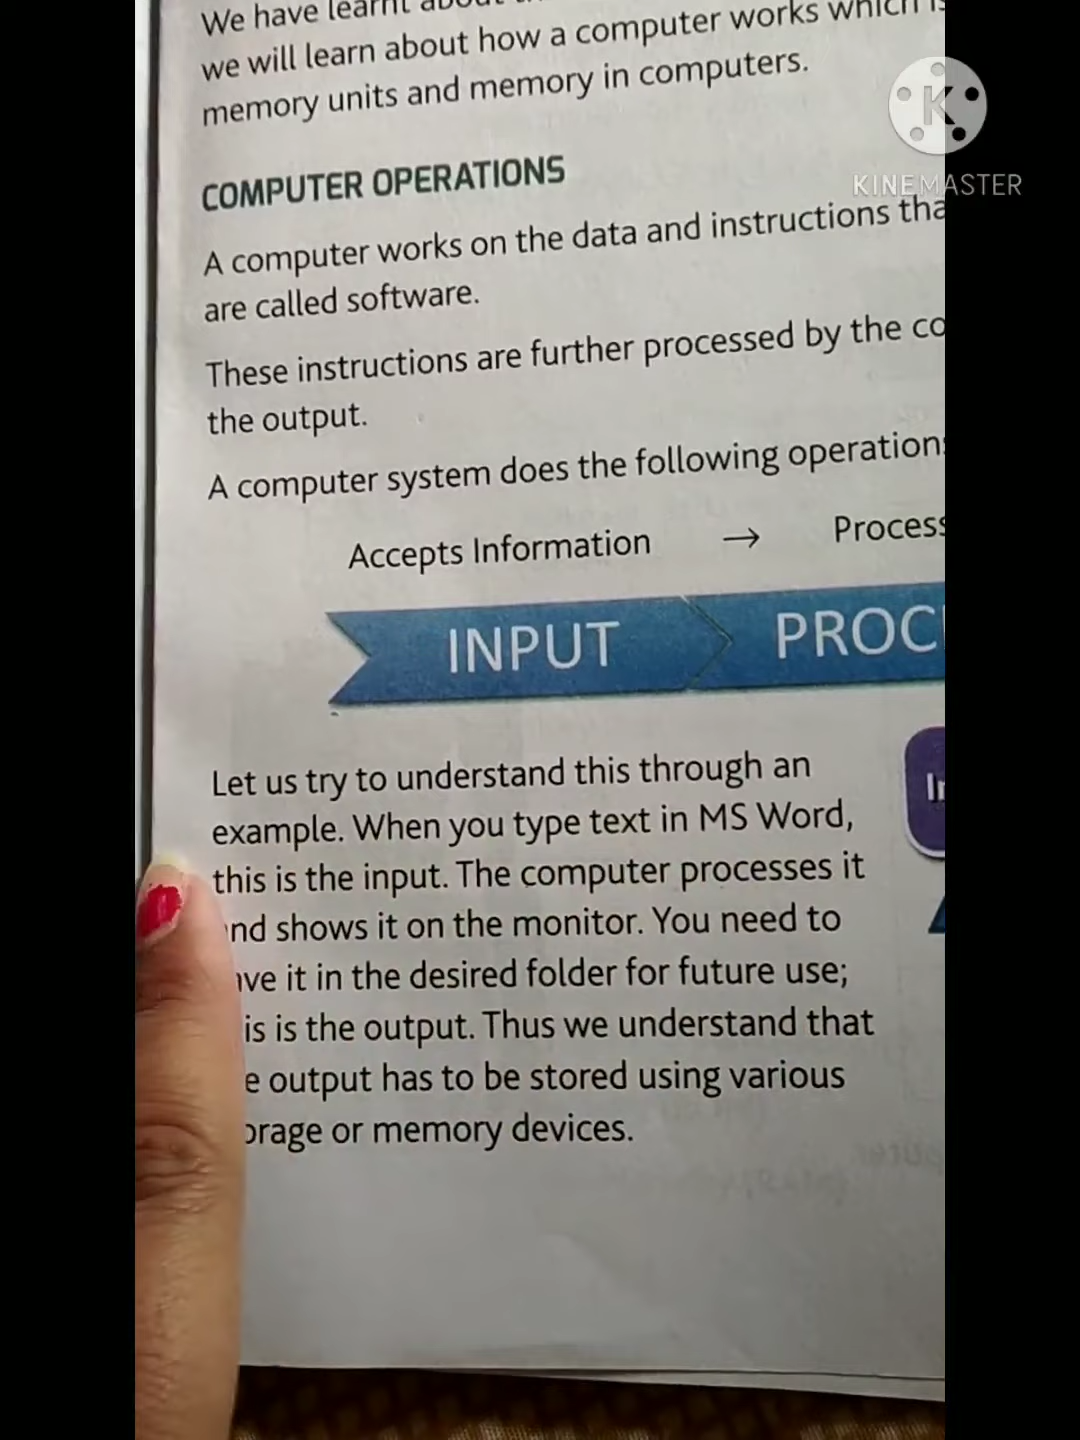 We have learnt about
we will learn about how a computer works which is
memory units and memory in computers.
K
KINEMASTER
COMPUTER OPERATIONS
A computer works on the data and instructions tha
are called software.
These instructions are further processed by the co
the output.
A computer system does the following operation
Accepts Information → Process
INPUT PROC
Let us try to understand this through an
example. When you type text in MS Word,
this is the input. The computer processes it
nd shows it on the monitor. You need to
ve it in the desired folder for future use;
is is the output. Thus we understand that
e output has to be stored using various
orage or memory devices.